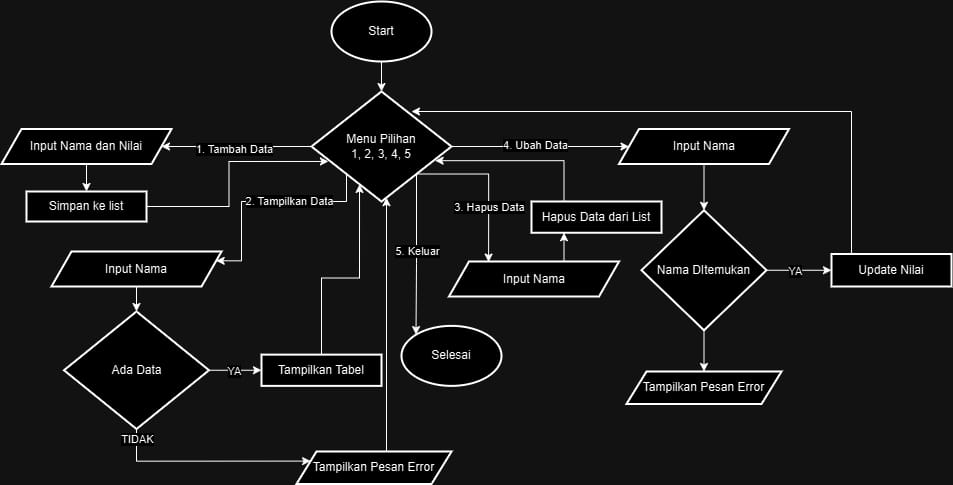 Start
Menu Pilihan
1, 2, 3, 4, 5
1. Tambah Data
Input Nama dan Nilai
Simpan ke list
2. Tampilkan Data
Input Nama
Ada Data
YA
Tampilkan Tabel
TIDAK
Tampilkan Pesan Error
5. Keluar
Selesai
3. Hapus Data
Input Nama
Hapus Data dari List
4. Ubah Data
Input Nama
Nama DItemukan
YA
Update Nilai
Tampilkan Pesan Error